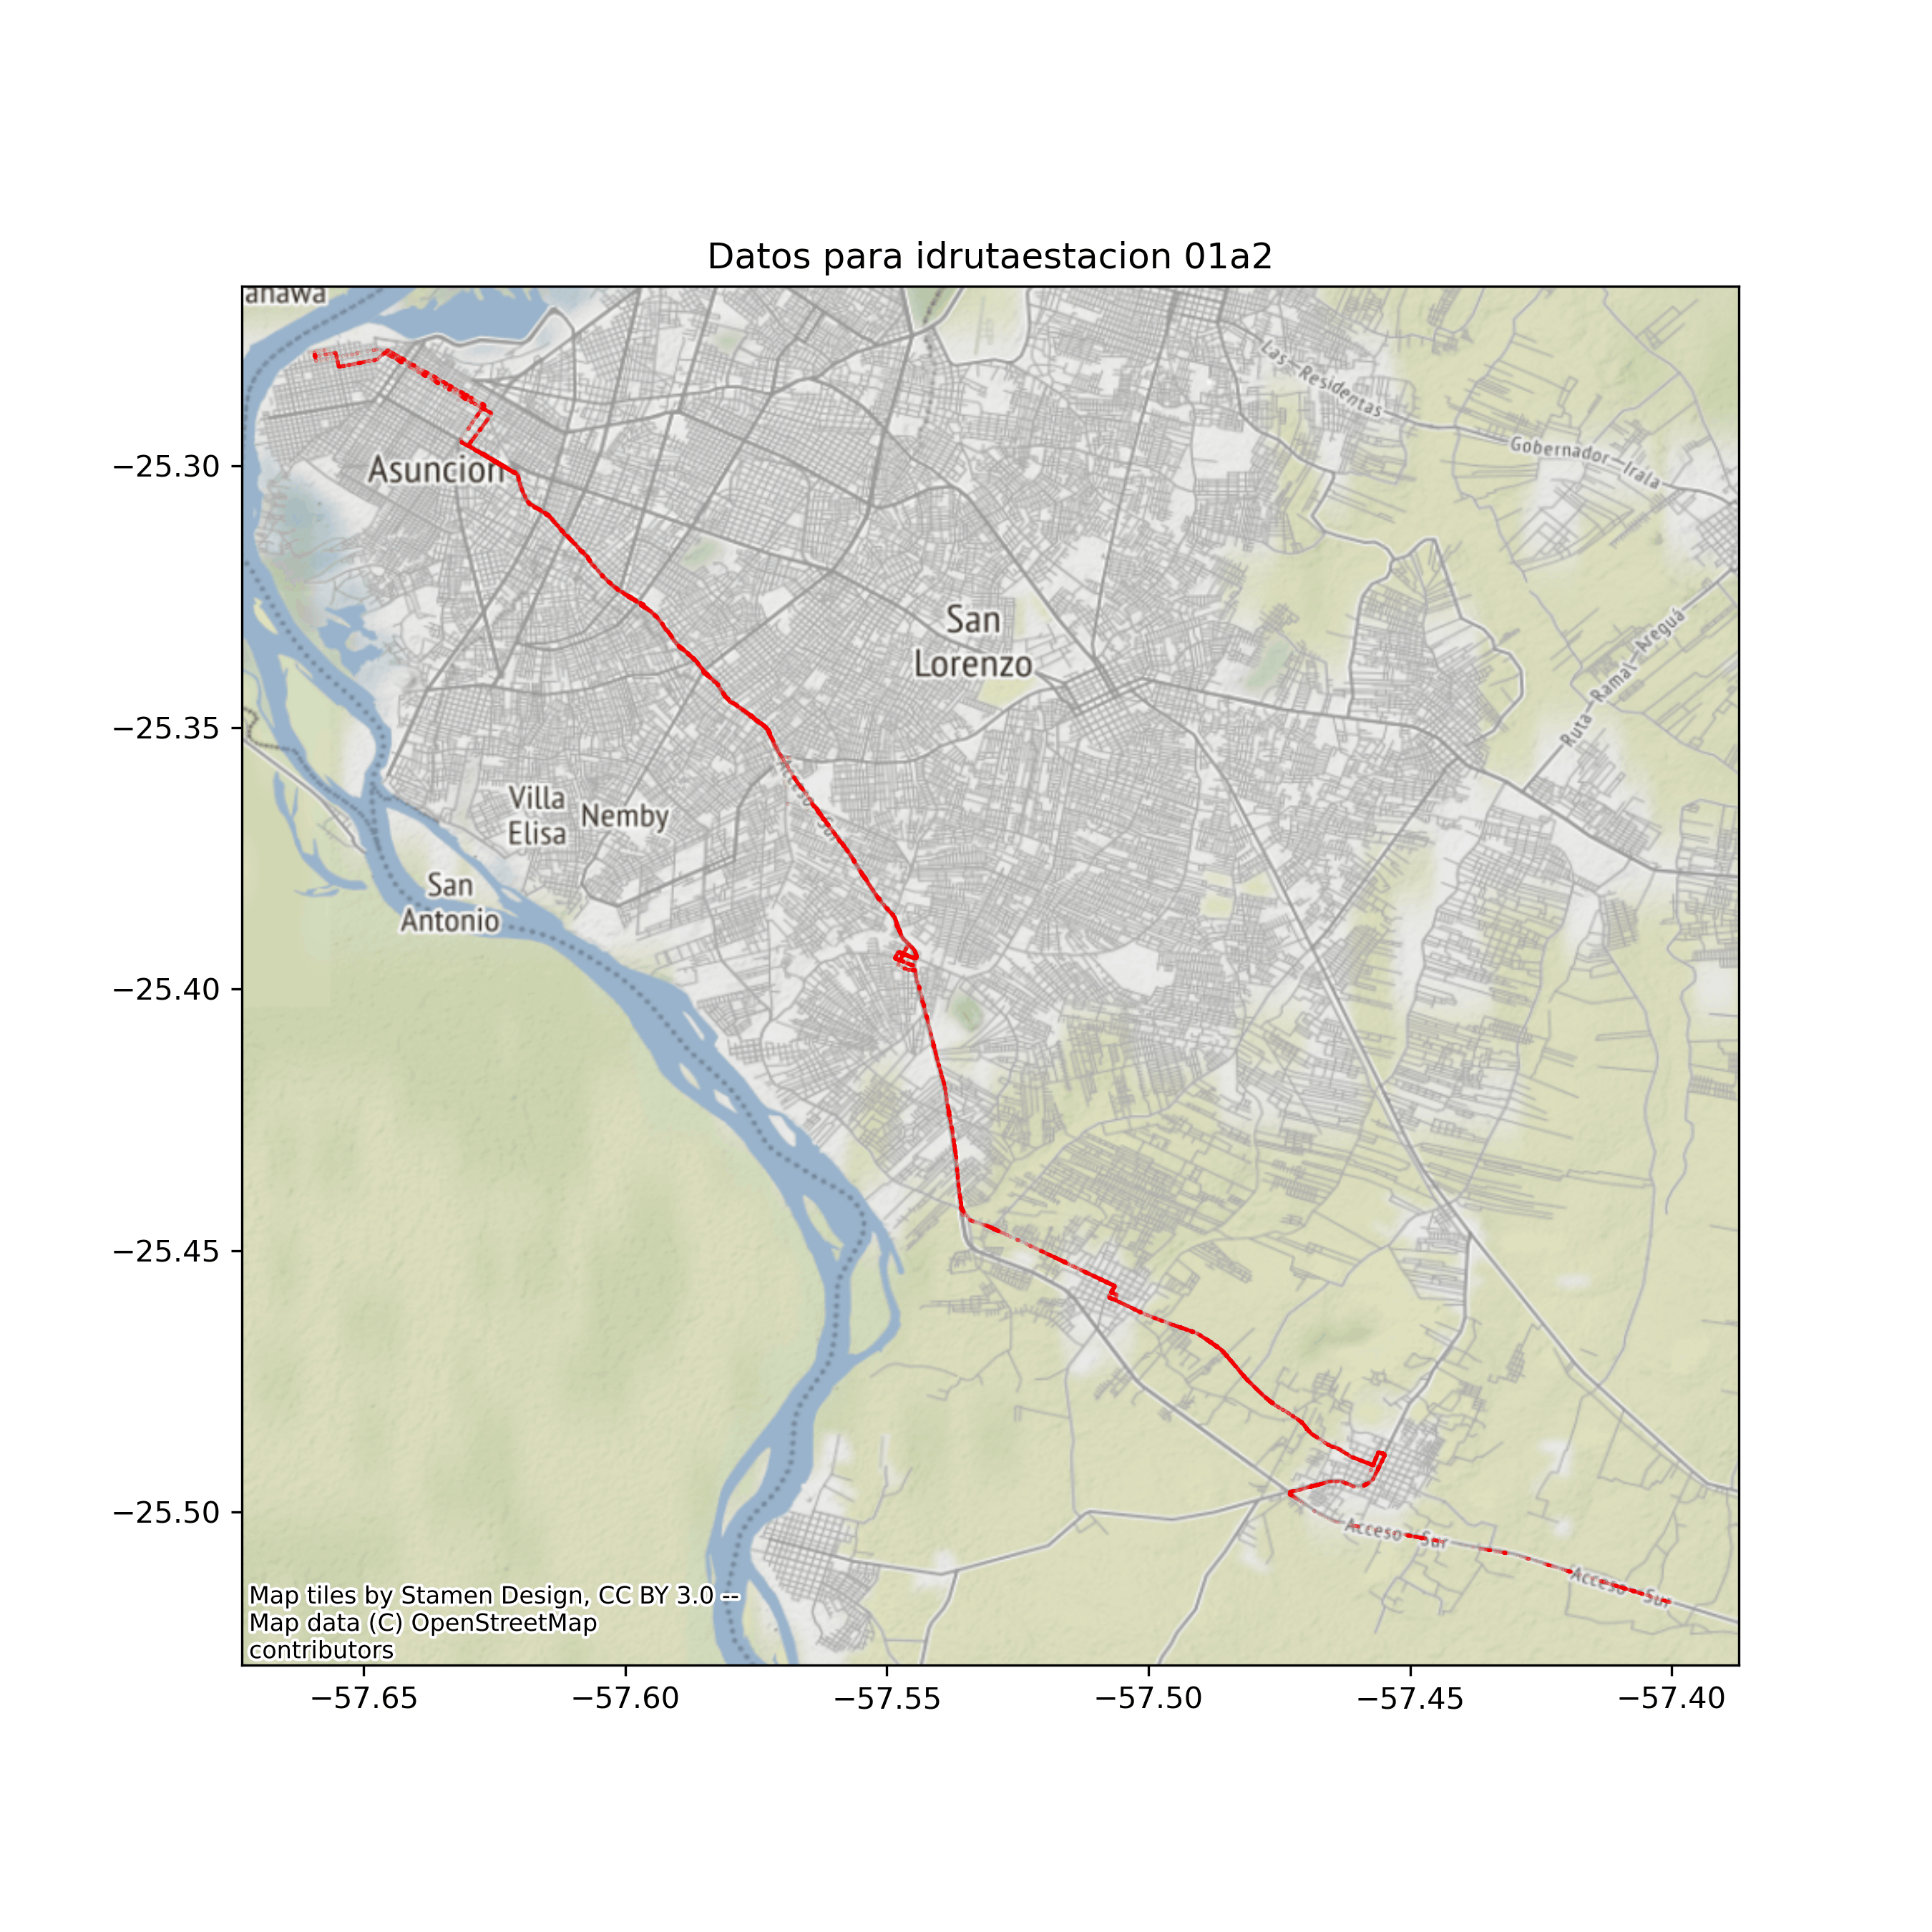 Datos para idrutaestacion 01a2
anawa
Las Residentas
Gobernador Irala
−25.30
Asuncion
San
Lorenzo
Ruta Ramal Areguá
−25.35
Acceso Sur
Villa
Elisa
Nemby
San
Antonio
−25.40
−25.45
−25.50
Acceso Sur
Acceso Sur
Map tiles by Stamen Design, CC BY 3.0 --
Map data (C) OpenStreetMap
contributors
−57.65
−57.60
−57.55
−57.50
−57.45
−57.40